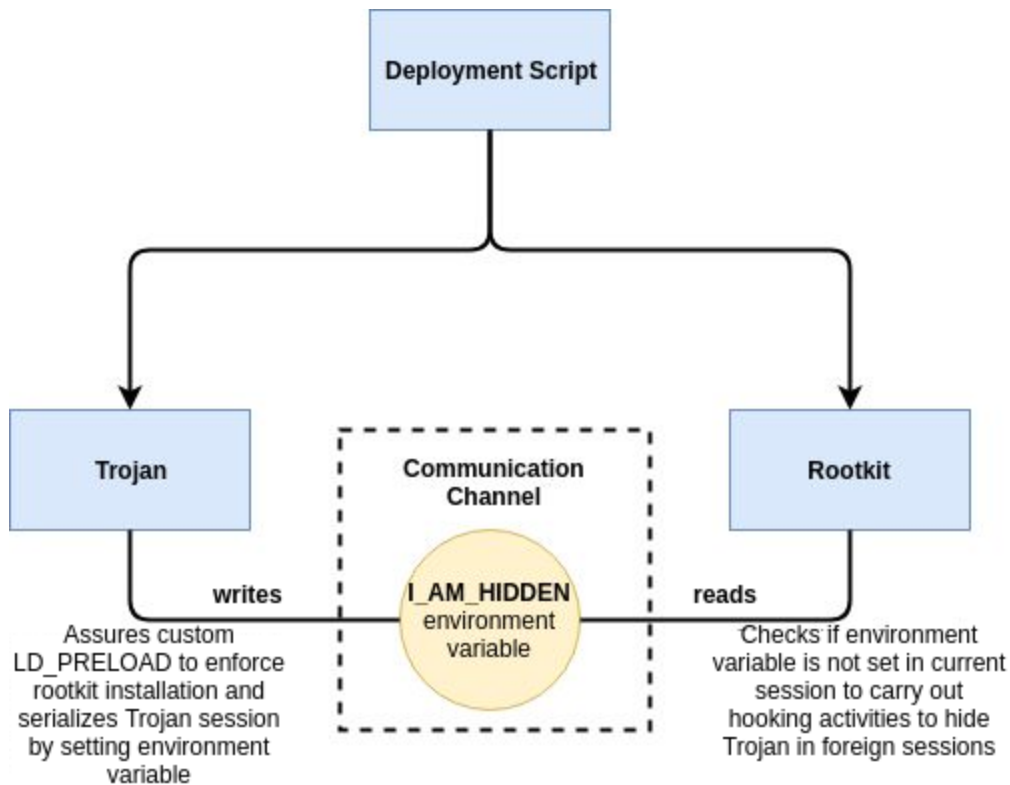 Deployment Script
Trojan
Communication
Channel
Rootkit
I_AM_HIDDEN
environment
variable
writes
reads
Assures custom
LD_PRELOAD to enforce
rootkit installation and
serializes Trojan session
by setting environment
variable
Checks if environment
variable is not set in current
session to carry out
hooking activities to hide
Trojan in foreign sessions